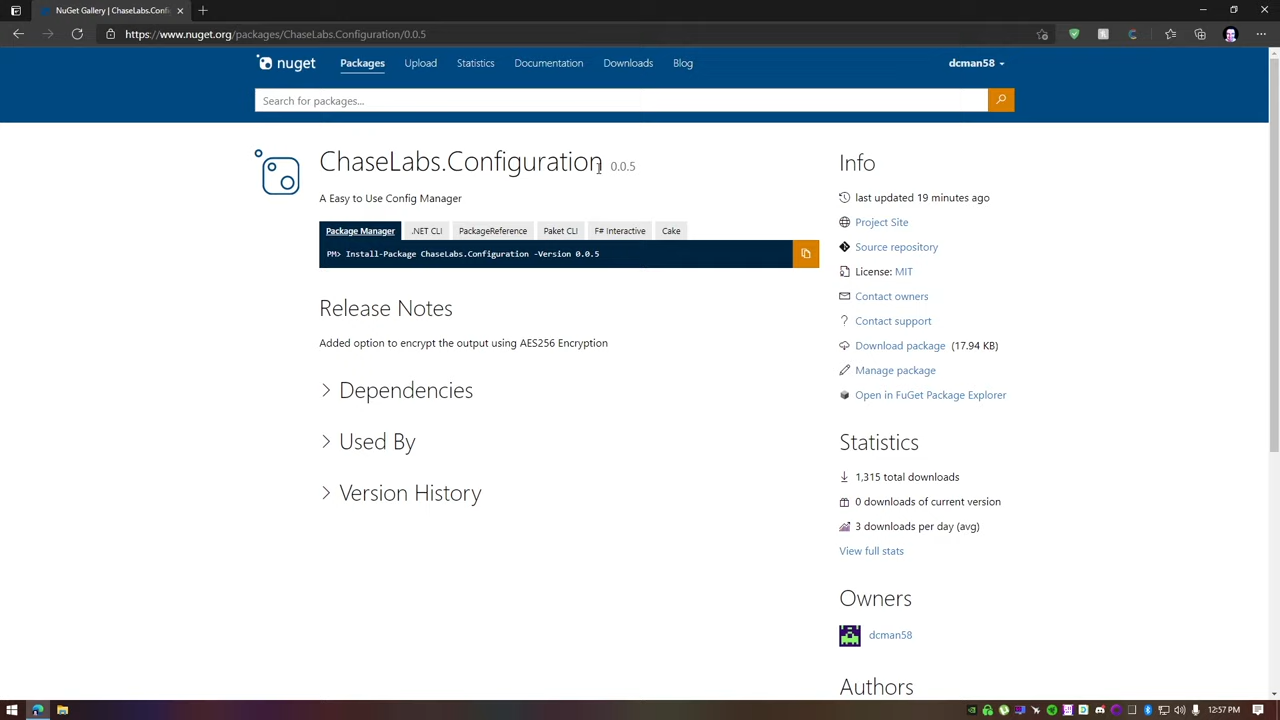 NuGet Gallery | ChaseLabs.Config
https://www.nuget.org/packages/ChaseLabs.Configuration/0.0.5
nuget
Packages
Upload
Statistics
Documentation
Downloads
Blog
dcman58
Search for packages...
ChaseLabs.Configuration 0.0.5
A Easy to Use Config Manager
Package Manager
.NET CLI
PackageReference
Paket CLI
F# Interactive
Cake
PM> Install-Package ChaseLabs.Configuration -Version 0.0.5
Release Notes
Added option to encrypt the output using AES256 Encryption
Dependencies
Used By
Version History
Info
last updated 19 minutes ago
Project Site
Source repository
License: MIT
Contact owners
Contact support
Download package (17.94 KB)
Manage package
Open in FuGet Package Explorer
Statistics
1,315 total downloads
0 downloads of current version
3 downloads per day (avg)
View full stats
Owners
dcman58
Authors
12:57 PM